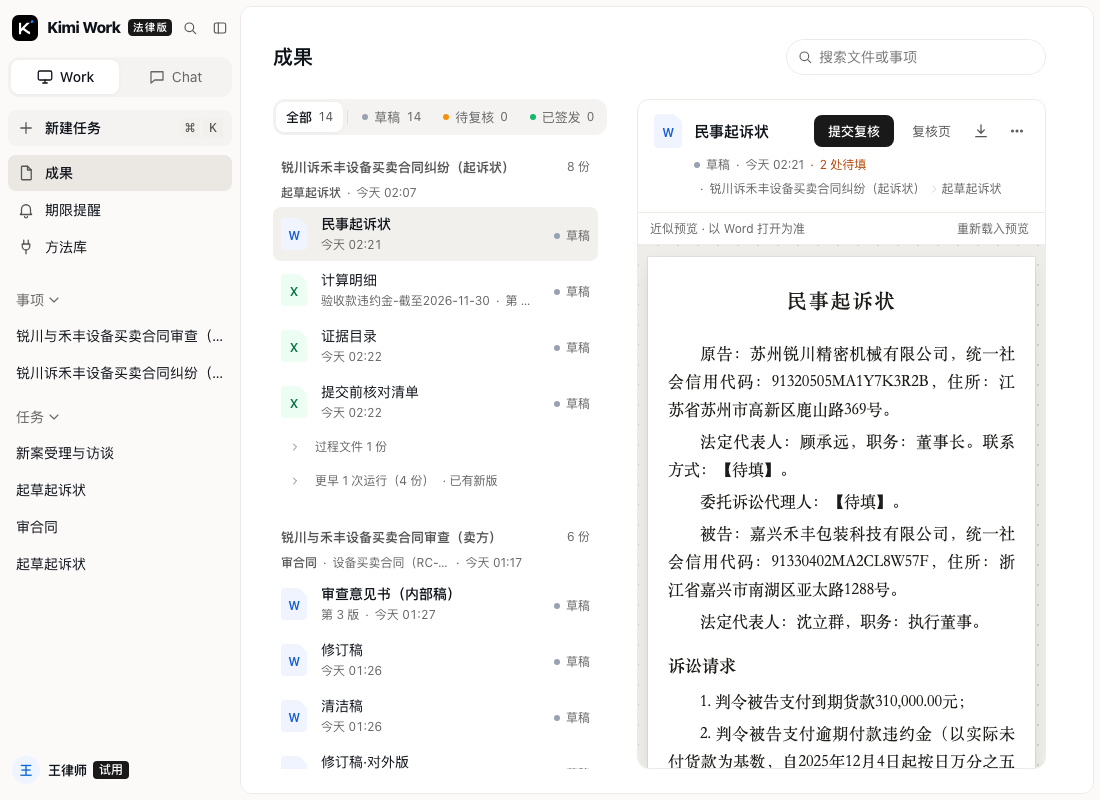 Kimi Work 法律版
Work
Chat
新建任务 ⌘ K
成果
期限提醒
方法库
事项
锐川与禾丰设备买卖合同审查（...
锐川诉禾丰设备买卖合同纠纷（...
任务
新案受理与访谈
起草起诉状
审合同
起草起诉状
王 王律师 试用
成果
搜索文件或事项
全部 14 草稿 14 待复核 0 已签发 0
锐川诉禾丰设备买卖合同纠纷（起诉状） 8 份
起草起诉状 · 今天 02:07
W 民事起诉状
今天 02:21 草稿
X 计算明细
验收款违约金-截至2026-11-30 · 第 ... 草稿
X 证据目录
今天 02:22 草稿
X 提交前核对清单
今天 02:22 草稿
过程文件 1 份
更早 1 次运行（4 份） · 已有新版
锐川与禾丰设备买卖合同审查（卖方） 6 份
审合同 · 设备买卖合同（RC-... · 今天 01:17
W 审查意见书（内部稿）
第 3 版 · 今天 01:27 草稿
W 修订稿
今天 01:26 草稿
W 清洁稿
今天 01:26 草稿
修订稿·对外版
W 民事起诉状 提交复核 复核页
草稿 · 今天 02:21 · 2 处待填
· 锐川诉禾丰设备买卖合同纠纷（起诉状） 起草起诉状
近似预览 · 以 Word 打开为准 重新载入预览
民事起诉状
原告：苏州锐川精密机械有限公司，统一社
会信用代码：91320505MA1Y7K3R2B，住所：江
苏省苏州市高新区鹿山路369号。
法定代表人：顾承远，职务：董事长。联系
方式：【待填】。
委托诉讼代理人：【待填】。
被告：嘉兴禾丰包装科技有限公司，统一社
会信用代码：91330402MA2CL8W57F，住所：浙
江省嘉兴市南湖区亚太路1288号。
法定代表人：沈立群，职务：执行董事。
诉讼请求
1. 判令被告支付到期货款310,000.00元；
2. 判令被告支付逾期付款违约金（以实际未
付货款为基数，自2025年12月4日起按日万分之五